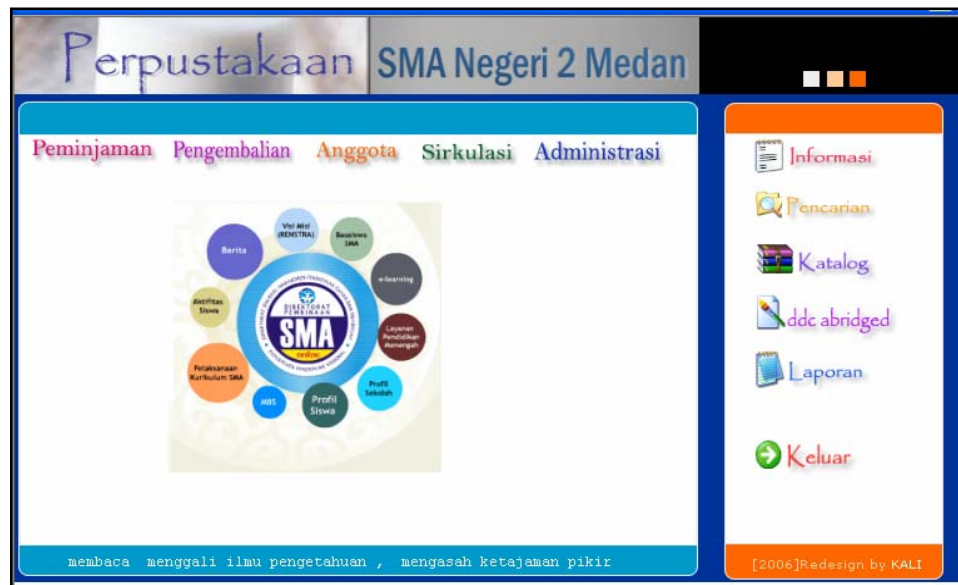 Perpustakaan SMA Negeri 2 Medan
Peminjaman Pengembalian Anggota Sirkulasi Administrasi
Visi Misi
(RENSTRA)
Beasiswa
SMA
Berita
e-learning
Aktifitas
Siswa
DIREKTORAT
PEMBINAAN
SMA
online
Layanan
Pendidikan
Menengah
Pelaksanaan
Kurikulum SMA
Profil
Sekolah
MBS
Profil
Siswa
Informasi
Pencarian
Katalog
ddc abridged
Laporan
Keluar
membaca menggali ilmu pengetahuan , mengasah ketajaman pikir
[2006]Redesign by KALI